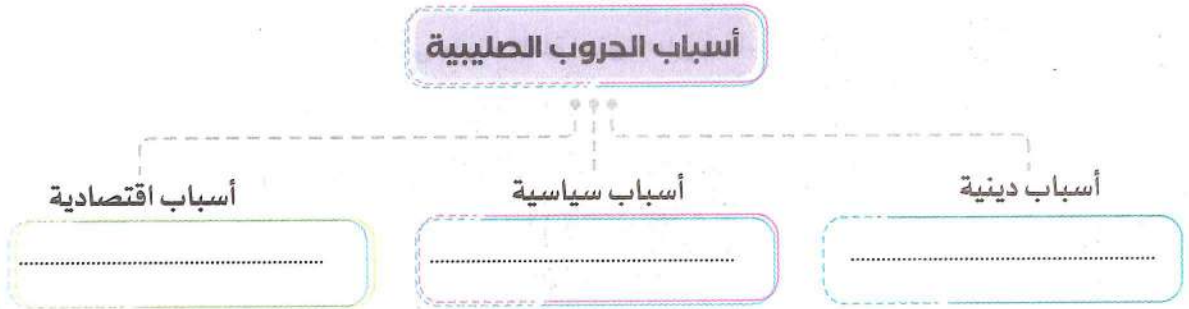 أسباب الحروب الصليبية
أسباب دينية
أسباب سياسية
أسباب اقتصادية